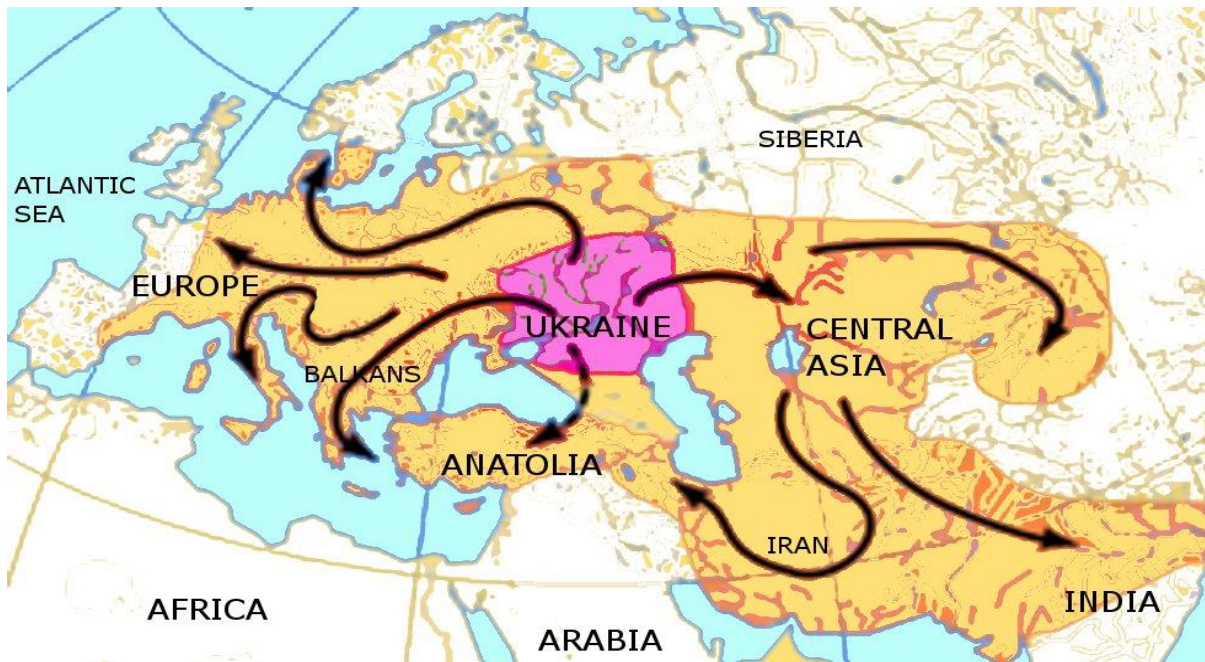 SIBERIA
ATLANTIC
SEA
EUROPE
UKRAINE
CENTRAL
ASIA
BALKANS
ANATOLIA
IRAN
AFRICA
ARABIA
INDIA